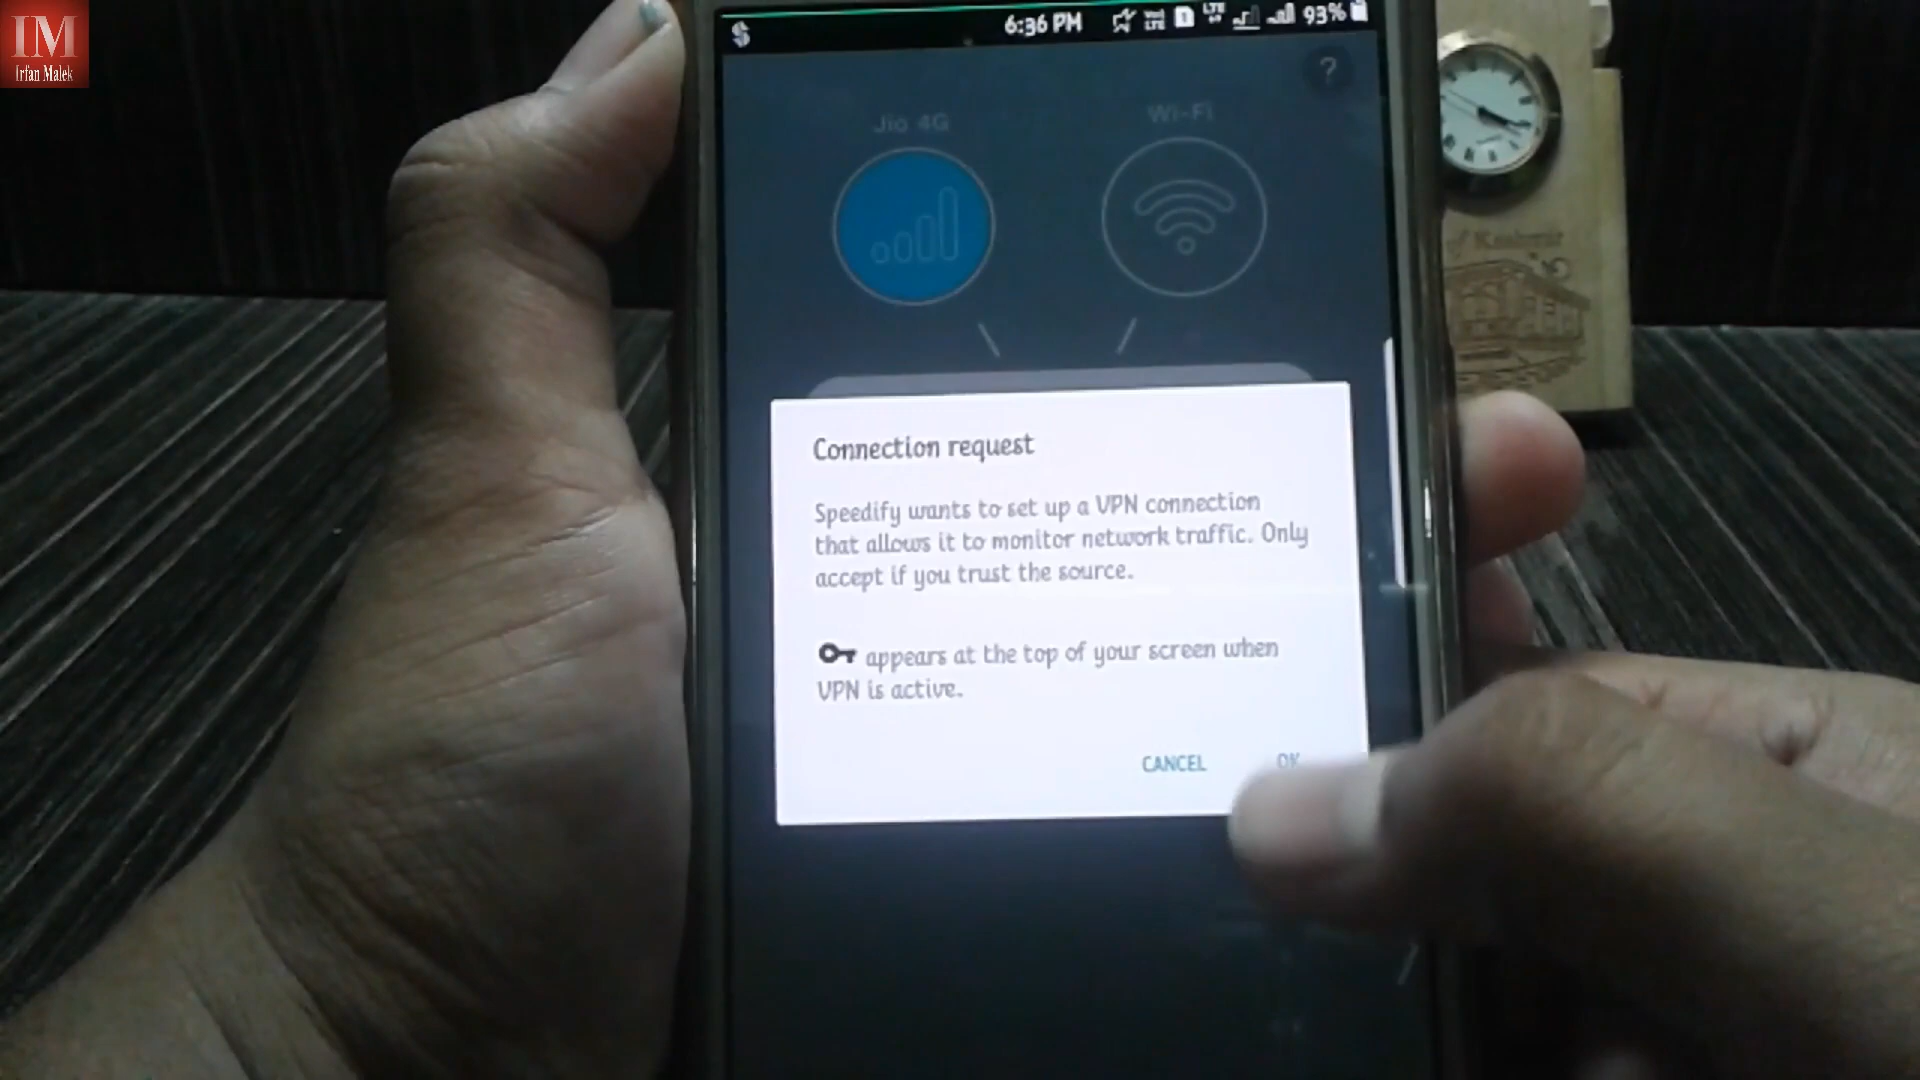 IM
Irfan Malek
6:36 PM
93%
?
Jio 4G
Wi-Fi
of Kashmir
Connection request
Speedify wants to set up a VPN connection
that allows it to monitor network traffic. Only
accept if you trust the source.
appears at the top of your screen when
VPN is active.
CANCEL
OK